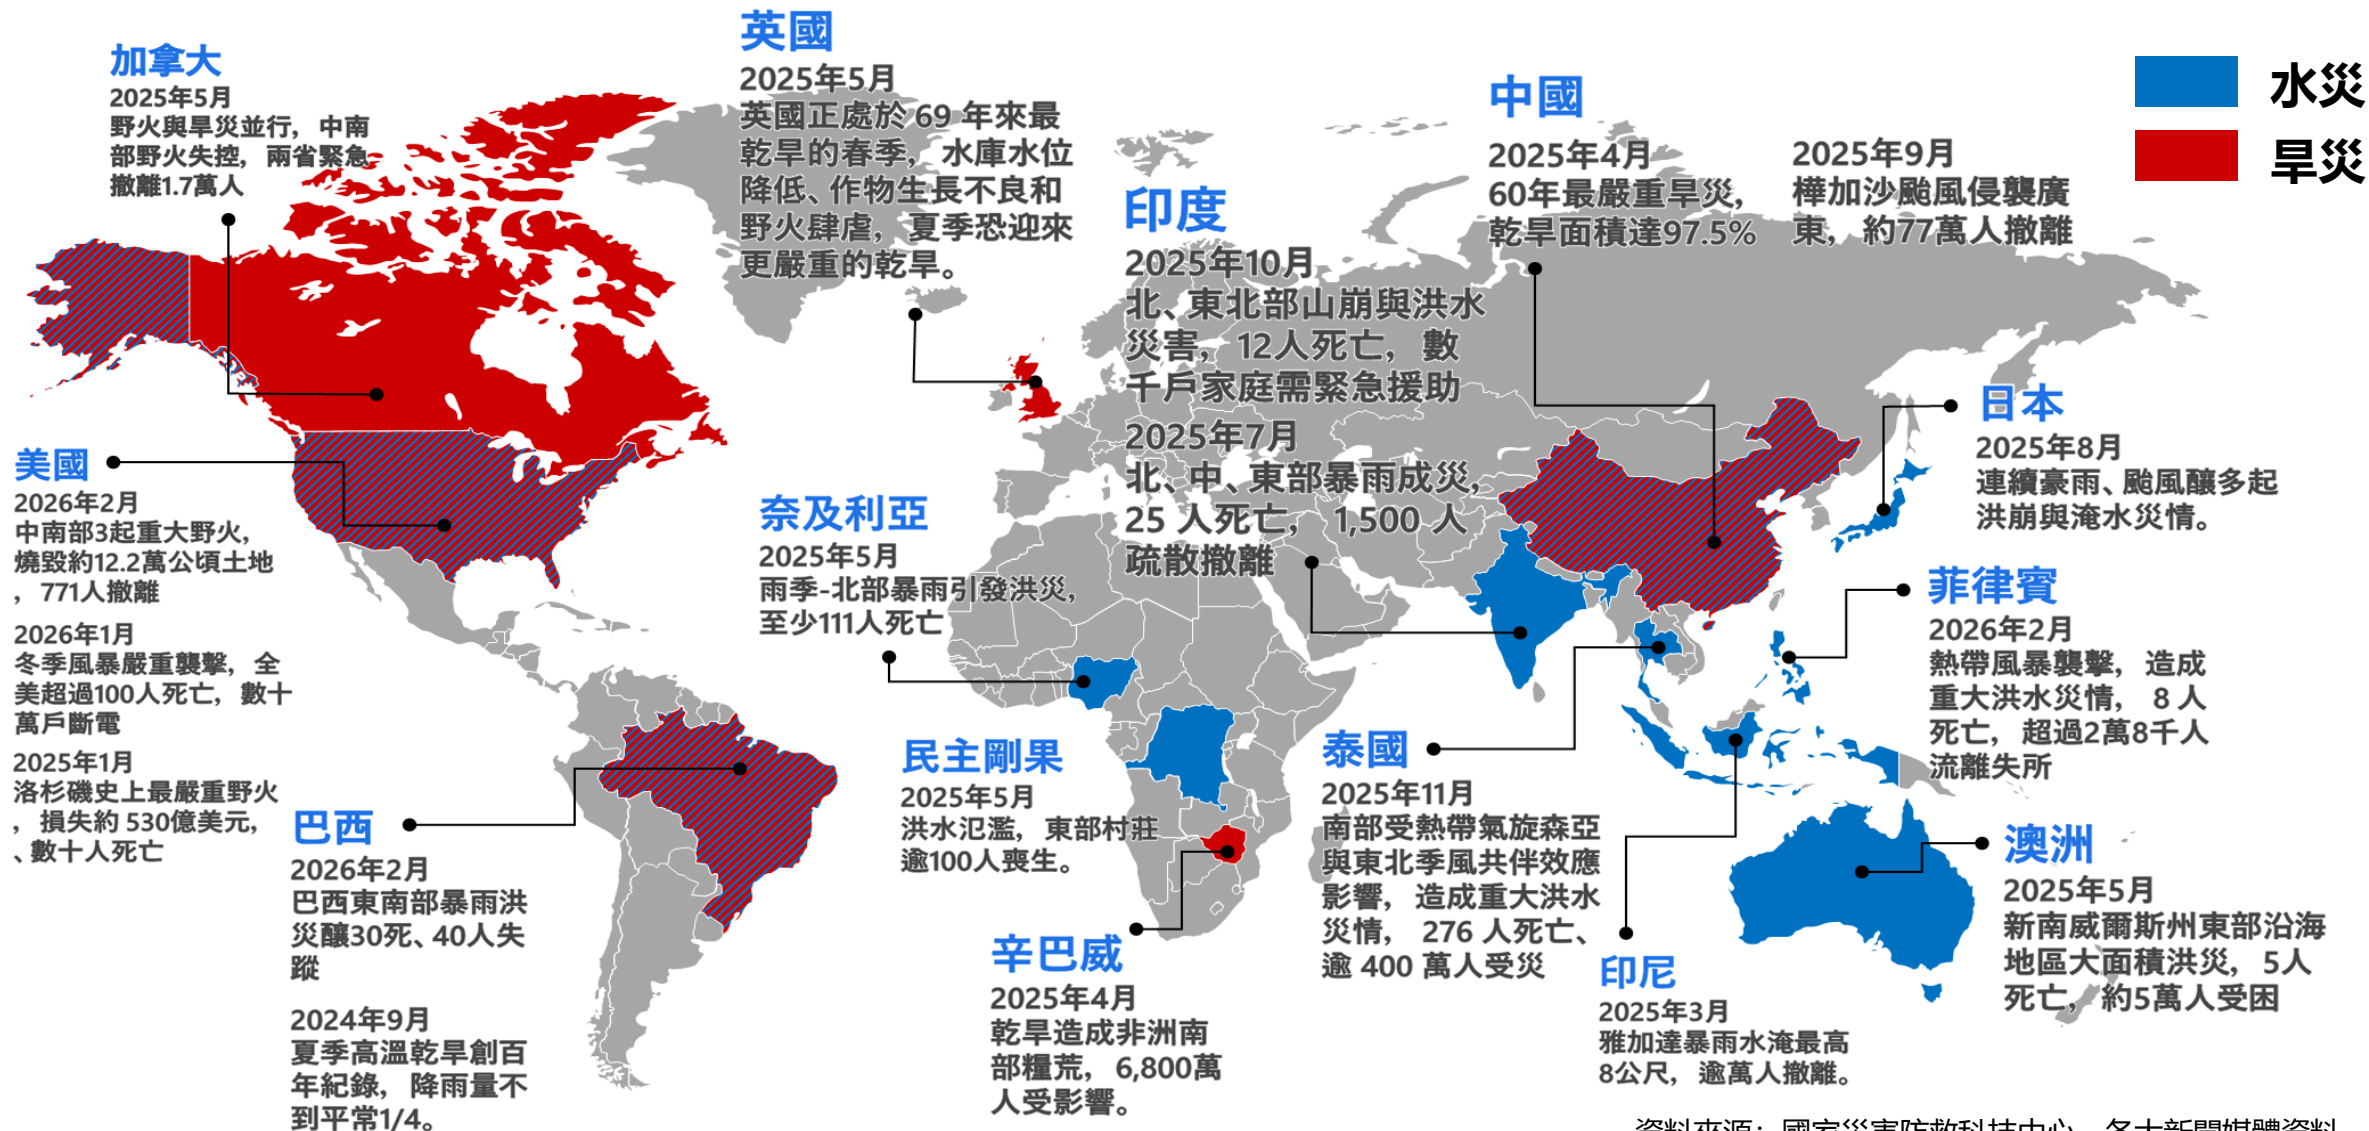 水災
旱災
加拿大
2025年5月
野火與旱災並行，中南
部野火失控，兩省緊急
撤離1.7萬人
英國
2025年5月
英國正處於 69 年來最
乾旱的春季，水庫水位
降低、作物生長不良和
野火肆虐，夏季恐迎來
更嚴重的乾旱。
印度
2025年10月
北、東北部山崩與洪水
災害，12人死亡，數
千戶家庭需緊急援助
2025年7月
北、中、東部暴雨成災，
25 人死亡，1,500 人
疏散撤離
中國
2025年4月
60年最嚴重旱災，
乾旱面積達97.5%
2025年9月
樺加沙颱風侵襲廣
東，約77萬人撤離
日本
2025年8月
連續豪雨、颱風釀多起
洪崩與淹水災情。
美國
2026年2月
中南部3起重大野火，
燒毀約12.2萬公頃土地
，771人撤離
2026年1月
冬季風暴嚴重襲擊，全
美超過100人死亡，數十
萬戶斷電
2025年1月
洛杉磯史上最嚴重野火
，損失約 530億美元，
、數十人死亡
奈及利亞
2025年5月
雨季-北部暴雨引發洪災，
至少111人死亡
菲律賓
2026年2月
熱帶風暴襲擊，造成
重大洪水災情，8 人
死亡，超過2萬8千人
流離失所
巴西
2026年2月
巴西東南部暴雨洪
災釀30死、40人失
蹤
2024年9月
夏季高溫乾旱創百
年紀錄，降雨量不
到平常1/4。
民主剛果
2025年5月
洪水氾濫，東部村莊
逾100人喪生。
泰國
2025年11月
南部受熱帶氣旋森亞
與東北季風共伴效應
影響，造成重大洪水
災情，276 人死亡、
逾 400 萬人受災
澳洲
2025年5月
新南威爾斯州東部沿海
地區大面積洪災，5人
死亡，約5萬人受困
辛巴威
2025年4月
乾旱造成非洲南
部糧荒，6,800萬
人受影響。
印尼
2025年3月
雅加達暴雨水淹最高
8公尺，逾萬人撤離。
資料來源：國家災害防救科技中心、各大新聞媒體資料